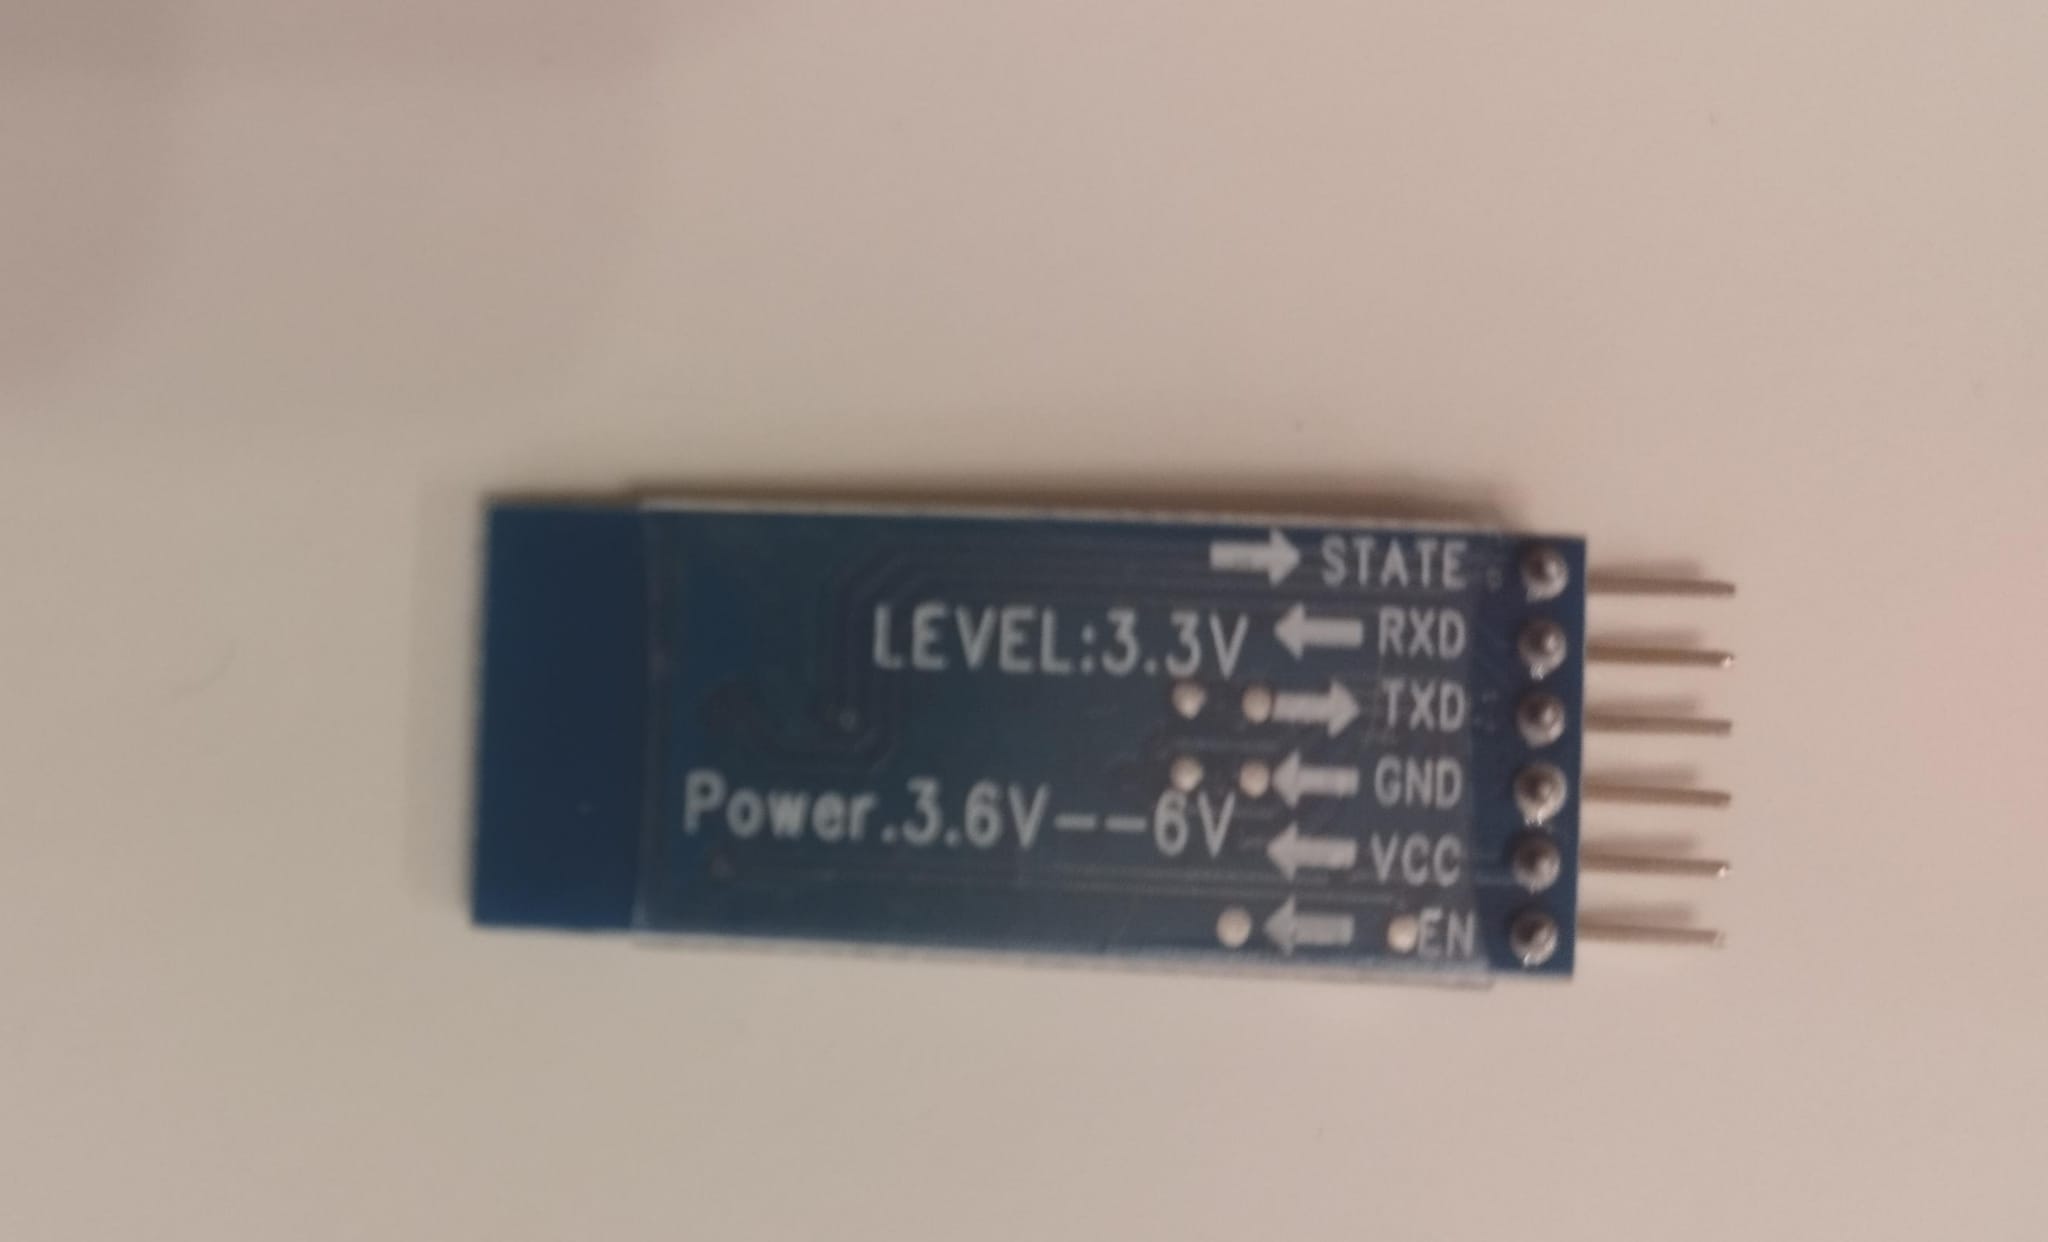 STATE
LEVEL:3.3V RXD
TXD
GND
Power.3.6V--6V
VCC
EN